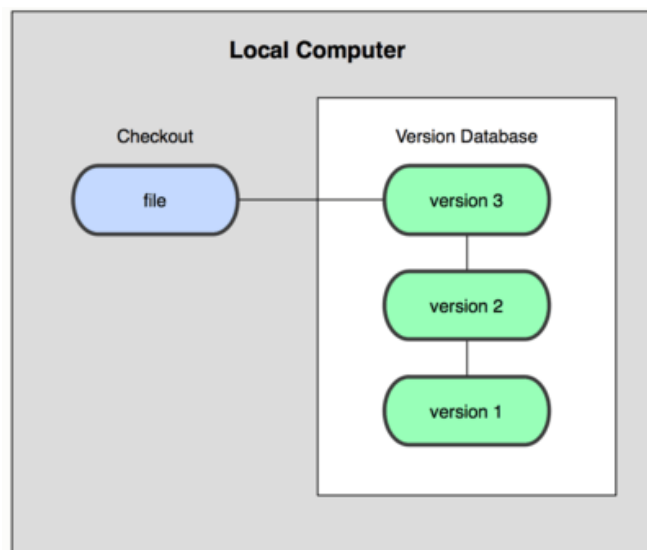 Local Computer
Checkout
Version Database
file
version 3
version 2
version 1